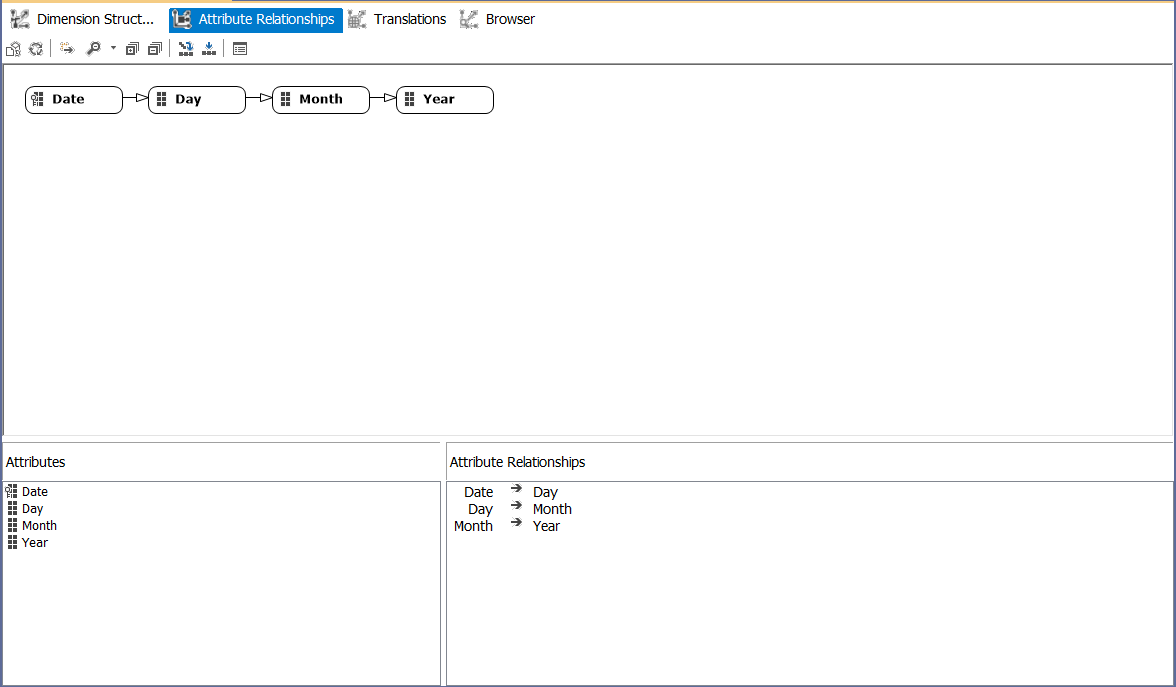 Dimension Struct... Attribute Relationships Translations Browser
Date Day Month Year
Attributes
Date
Day
Month
Year
Attribute Relationships
Date Day
Day Month
Month Year